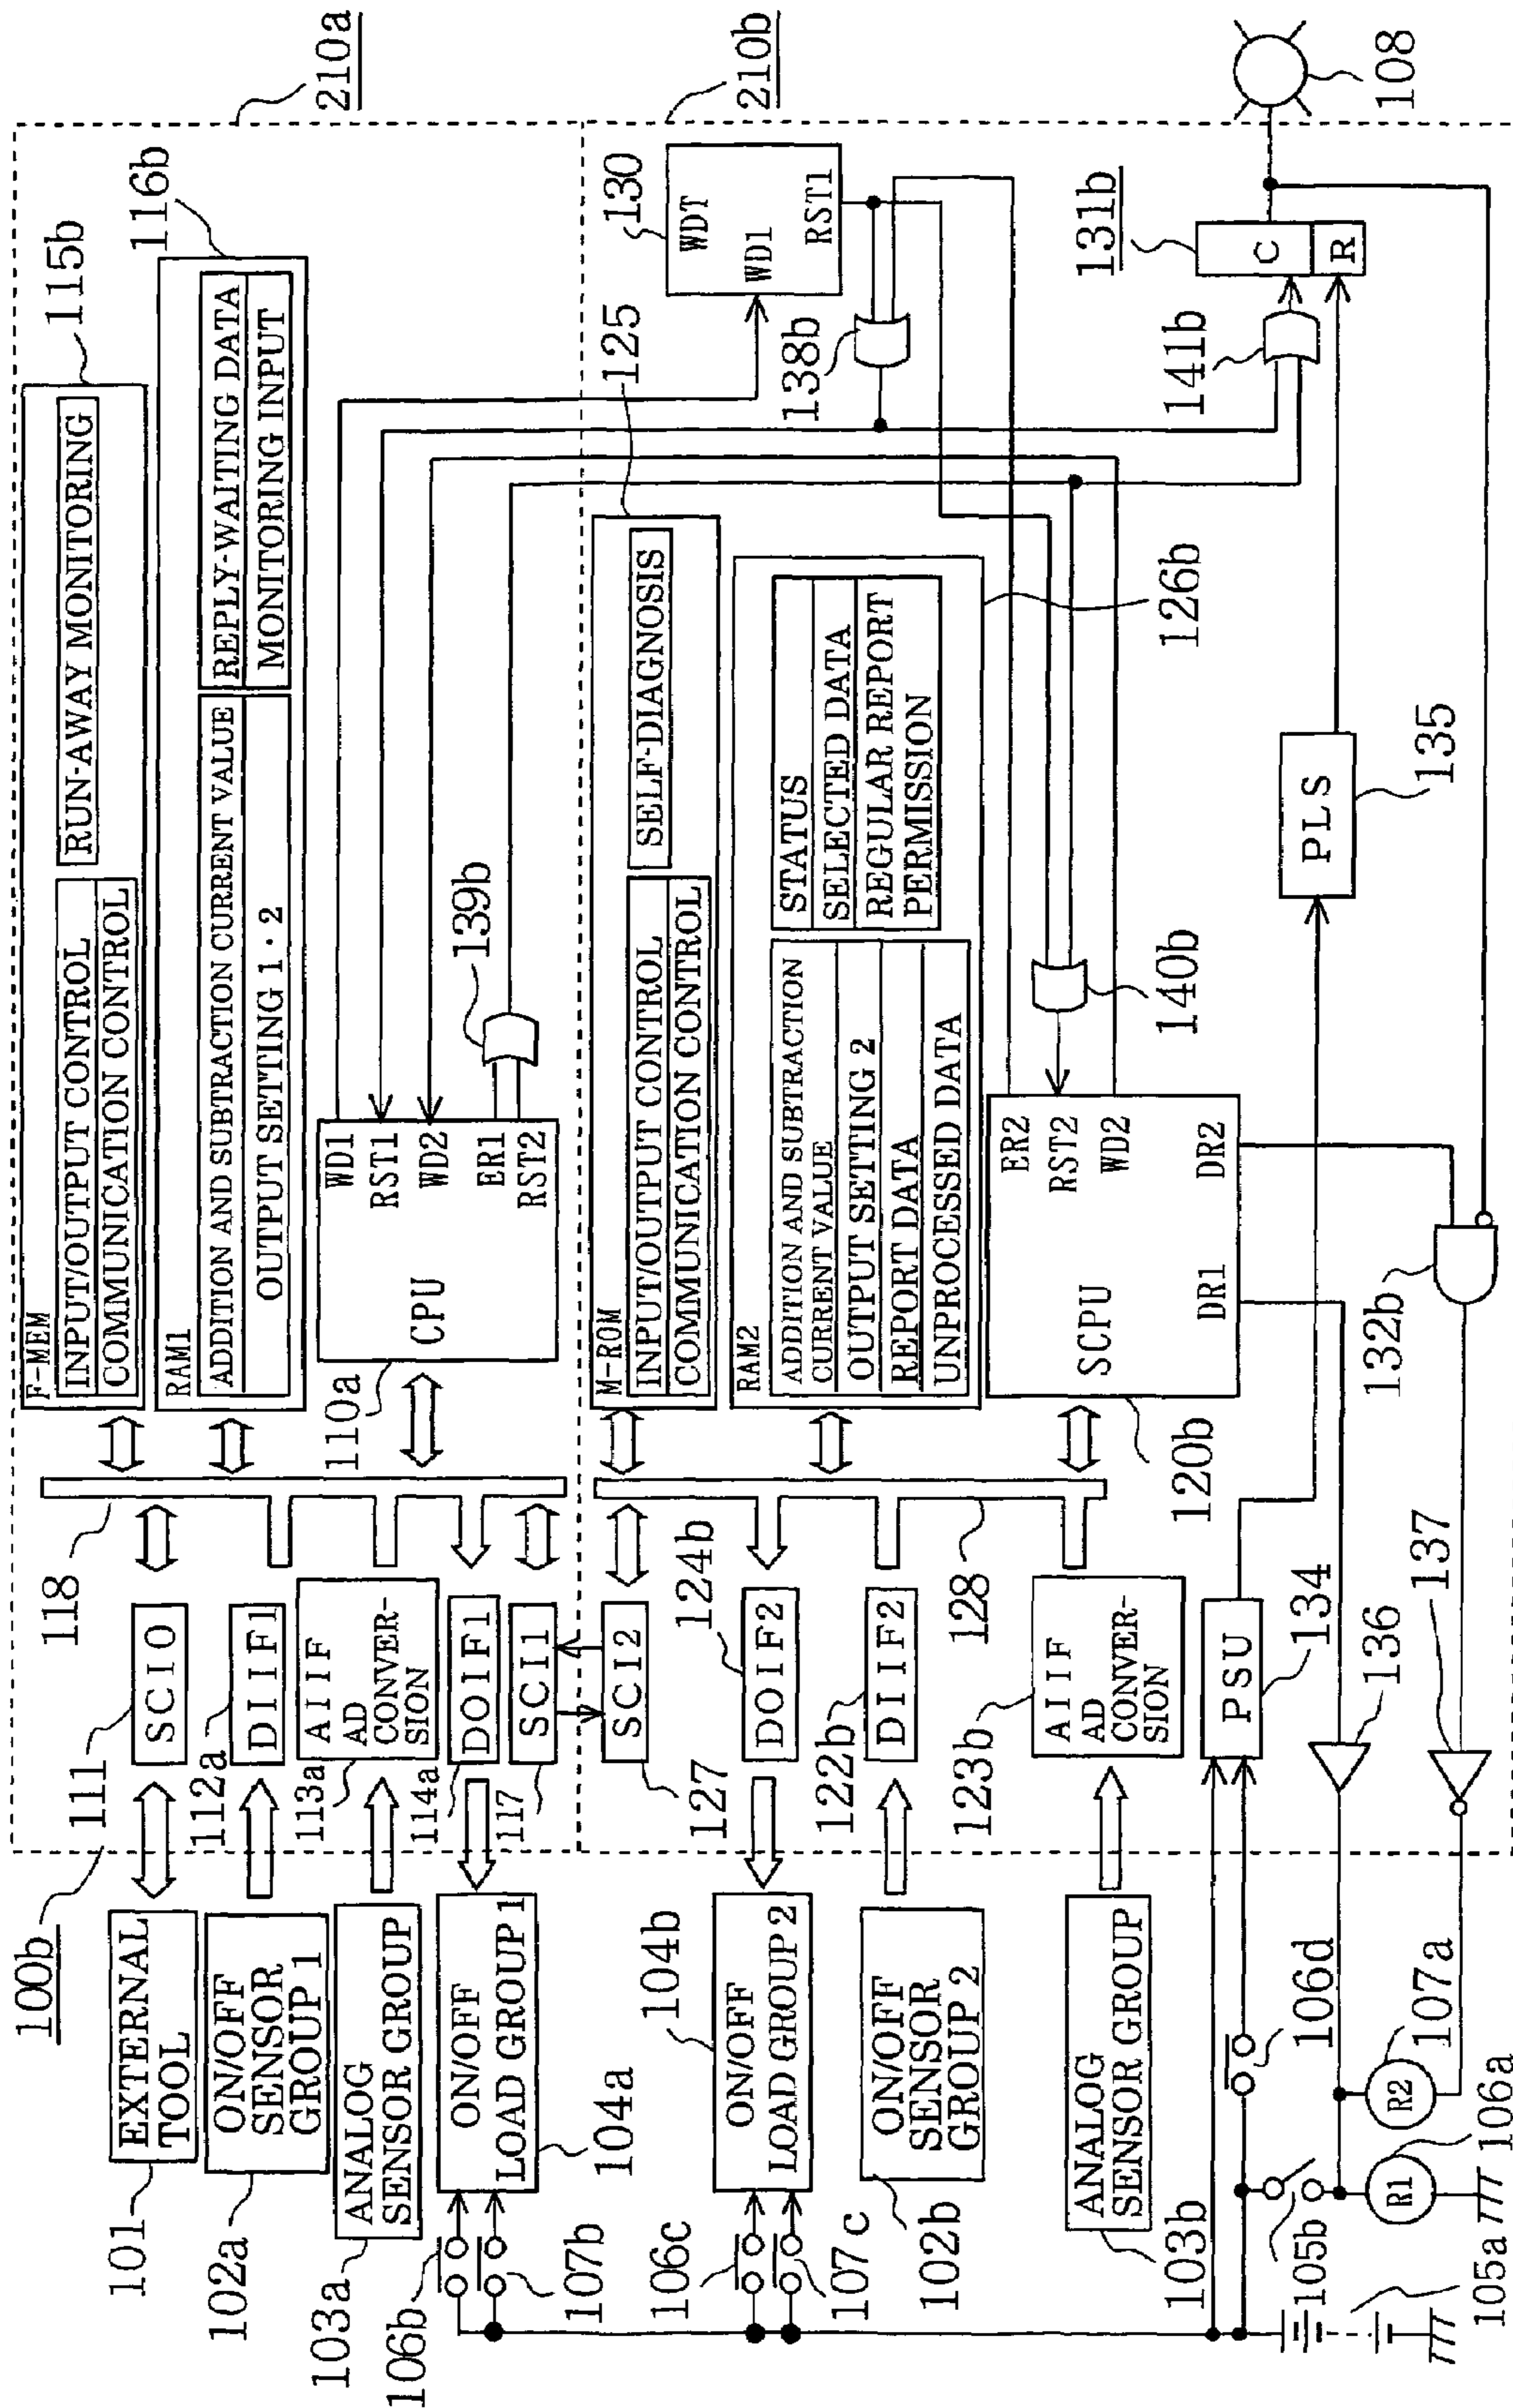 100b
210a
210b
118
111
112a
113a
114a
117
101
EXTERNAL
TOOL
102a
ON/OFF
SENSOR
GROUP 1
103a
ANALOG
SENSOR GROUP
106b
107b
ON/OFF
LOAD GROUP 1
104a
SCI0
DIIF1
AIIF
AD
CONVER-
SION
DOIF1
SCI1
F-MEM
INPUT/OUTPUT CONTROL
COMMUNICATION CONTROL
RUN-AWAY MONITORING
115b
RAM1
ADDITION AND SUBTRACTION CURRENT VALUE
OUTPUT SETTING 1・2
REPLY-WAITING DATA
MONITORING INPUT
116b
110a
CPU
WD1
RST1
WD2
ER1
RST2
139b
SCI2
127
DOIF2
124b
106c
107c
ON/OFF
LOAD GROUP 2
104b
DIIF2
122b
ON/OFF
SENSOR
GROUP 2
102b
AIIF
AD
CONVER-
SION
123b
128
ANALOG
SENSOR GROUP
103b
M-ROM
INPUT/OUTPUT CONTROL
COMMUNICATION CONTROL
SELF-DIAGNOSIS
125
RAM2
ADDITION AND SUBTRACTION
CURRENT VALUE
OUTPUT SETTING 2
REPORT DATA
UNPROCESSED DATA
STATUS
SELECTED DATA
REGULAR REPORT
PERMISSION
126b
SCPU
ER2
RST2
WD2
DR1
DR2
120b
140b
WDT
WD1
RST1
130
138b
141b
131b
C
R
108
PSU
134
PLS
135
136
137
132b
106d
105b
105a
R1
106a
R2
107a